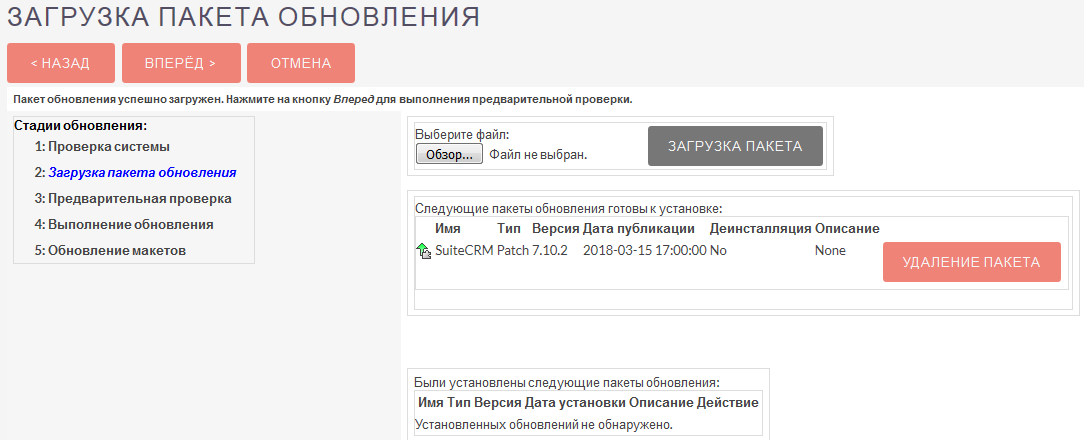 ЗАГРУЗКА ПАКЕТА ОБНОВЛЕНИЯ
< НАЗАД ВПЕРЁД > ОТМЕНА
Пакет обновления успешно загружен. Нажмите на кнопку Вперед для выполнения предварительной проверки.
Стадии обновления:
1: Проверка системы
2: Загрузка пакета обновления
3: Предварительная проверка
4: Выполнение обновления
5: Обновление макетов
Выберите файл:
Обзор... Файл не выбран. ЗАГРУЗКА ПАКЕТА
Следующие пакеты обновления готовы к установке:
Имя Тип Версия Дата публикации Деинсталляция Описание
SuiteCRM Patch 7.10.2 2018-03-15 17:00:00 No None УДАЛЕНИЕ ПАКЕТА
Были установлены следующие пакеты обновления:
Имя Тип Версия Дата установки Описание Действие
Установленных обновлений не обнаружено.